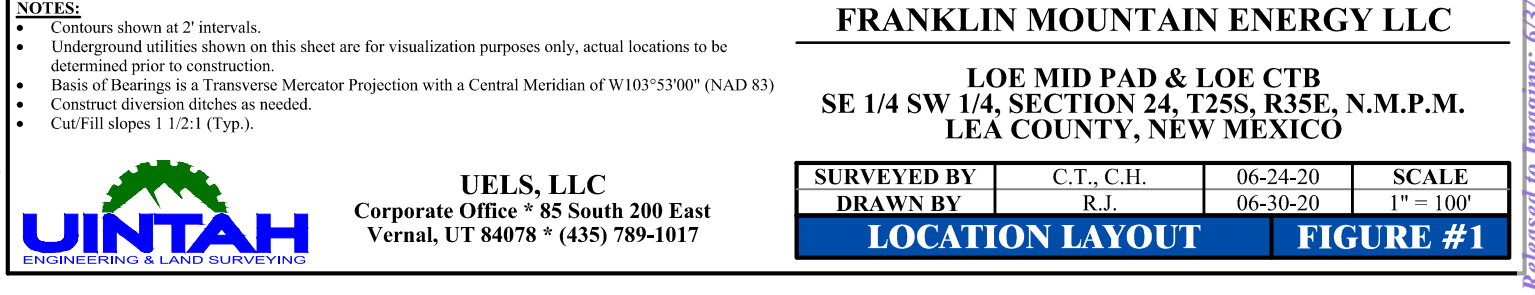 NOTES:
• Contours shown at 2' intervals.
• Underground utilities shown on this sheet are for visualization purposes only, actual locations to be
determined prior to construction.
• Basis of Bearings is a Transverse Mercator Projection with a Central Meridian of W103°53'00" (NAD 83)
• Construct diversion ditches as needed.
• Cut/Fill slopes 1 1/2:1 (Typ.).
UINTAH
ENGINEERING & LAND SURVEYING
UELS, LLC
Corporate Office * 85 South 200 East
Vernal, UT 84078 * (435) 789-1017
FRANKLIN MOUNTAIN ENERGY LLC
LOE MID PAD & LOE CTB
SE 1/4 SW 1/4, SECTION 24, T25S, R35E, N.M.P.M.
LEA COUNTY, NEW MEXICO
SURVEYED BY C.T., C.H. 06-24-20 SCALE
DRAWN BY R.J. 06-30-20 1" = 100'
LOCATION LAYOUT FIGURE #1
Released to Imaging: